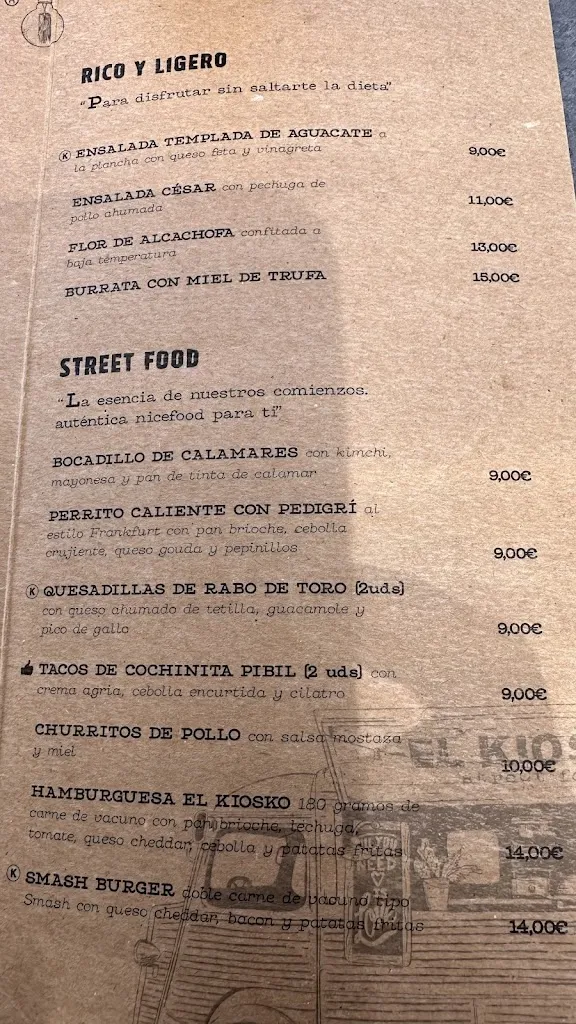 RICO Y LIGERO
"Para disfrutar sin saltarte la dieta"
K ENSALADA TEMPLADA DE AGUACATE a
la plancha con queso feta y vinagreta 9,00€
ENSALADA CÉSAR con pechuga de
pollo ahumada 11,00€
FLOR DE ALCACHOFA confitada a
baja temperatura 13,00€
BURRATA CON MIEL DE TRUFA 15,00€
STREET FOOD
"La esencia de nuestros comienzos.
auténtica nicefood para ti"
BOCADILLO DE CALAMARES con kimchi,
mayonesa y pan de tinta de calamar 9,00€
PERRITO CALIENTE CON PEDIGRÍ al
estilo Frankfurt con pan brioche, cebolla
crujiente, queso gouda y pepinillos 9,00€
K QUESADILLAS DE RABO DE TORO (2uds)
con queso ahumado de tetilla, guacamole y
pico de gallo 9,00€
TACOS DE COCHINITA PIBIL (2 uds) con
crema agria, cebolla encurtida y cilatro 9,00€
CHURRITOS DE POLLO con salsa mostaza
y miel 10,00€
EL KIOS
HAMBURGUESA EL KIOSKO 180 gramos de
carne de vacuno con pan brioche, lechuga,
tomate, queso cheddar, cebolla y patatas fritas 14,00€
K SMASH BURGER doble carne de vacuno tipo
Smash con queso cheddar, bacon y patatas fritas 14,00€